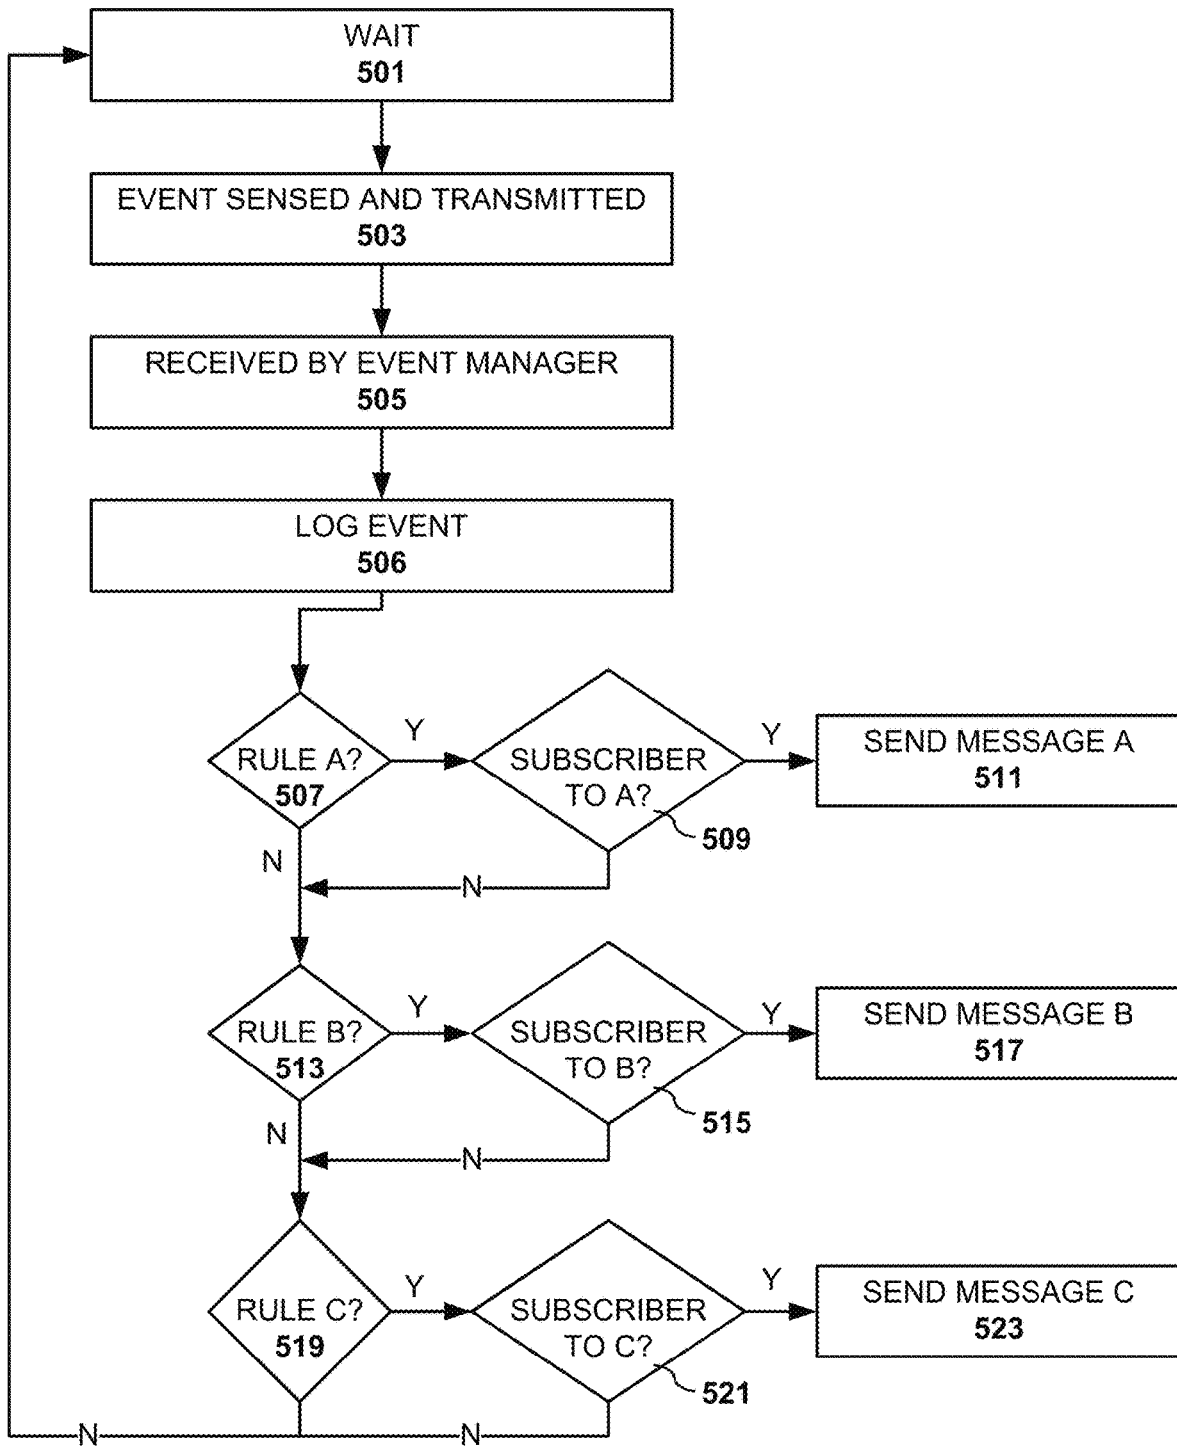 WAIT
501
EVENT SENSED AND TRANSMITTED
503
RECEIVED BY EVENT MANAGER
505
LOG EVENT
506
RULE A?
507
Y
SUBSCRIBER
TO A?
509
Y
SEND MESSAGE A
511
N
N
RULE B?
513
Y
SUBSCRIBER
TO B?
515
Y
SEND MESSAGE B
517
N
N
RULE C?
519
Y
SUBSCRIBER
TO C?
521
Y
SEND MESSAGE C
523
N
N